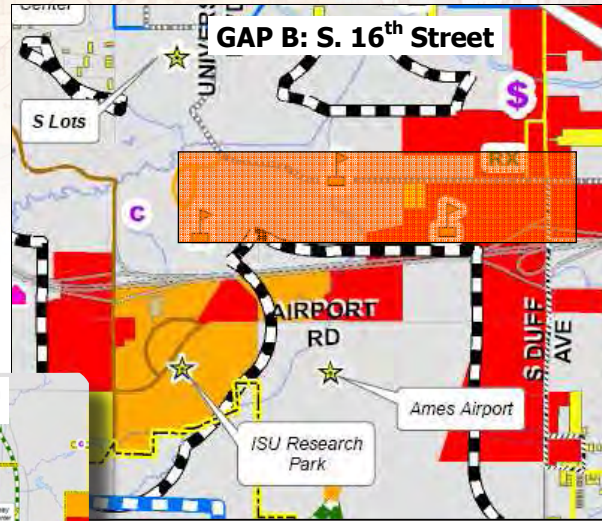 Center
GAP B: S. 16th Street
UNIVERS
S Lots
$
RX
C
AIRPORT
RD
S DUFF
AVE
Ames Airport
ISU Research
Park